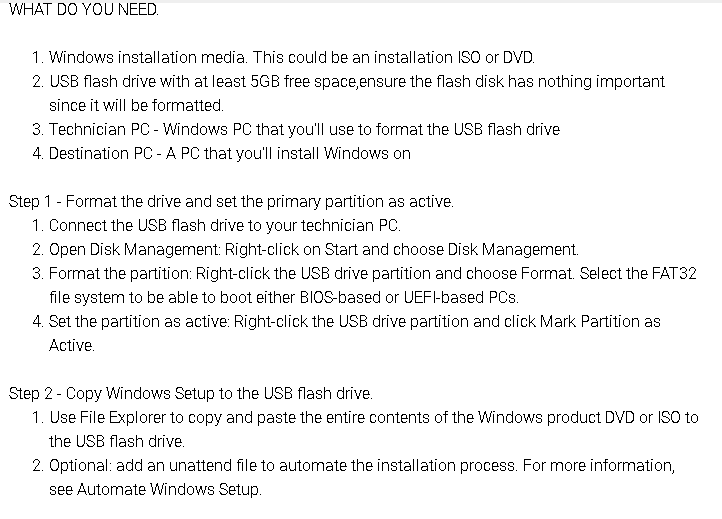 WHAT DO YOU NEED.
1. Windows installation media. This could be an installation ISO or DVD.
2. USB flash drive with at least 5GB free space,ensure the flash disk has nothing important
since it will be formatted.
3. Technician PC - Windows PC that you'll use to format the USB flash drive
4. Destination PC - A PC that you'll install Windows on
Step 1 - Format the drive and set the primary partition as active.
1. Connect the USB flash drive to your technician PC.
2. Open Disk Management: Right-click on Start and choose Disk Management.
3. Format the partition: Right-click the USB drive partition and choose Format. Select the FAT32
file system to be able to boot either BIOS-based or UEFI-based PCs.
4. Set the partition as active: Right-click the USB drive partition and click Mark Partition as
Active.
Step 2 - Copy Windows Setup to the USB flash drive.
1. Use File Explorer to copy and paste the entire contents of the Windows product DVD or ISO to
the USB flash drive.
2. Optional: add an unattend file to automate the installation process. For more information,
see Automate Windows Setup.